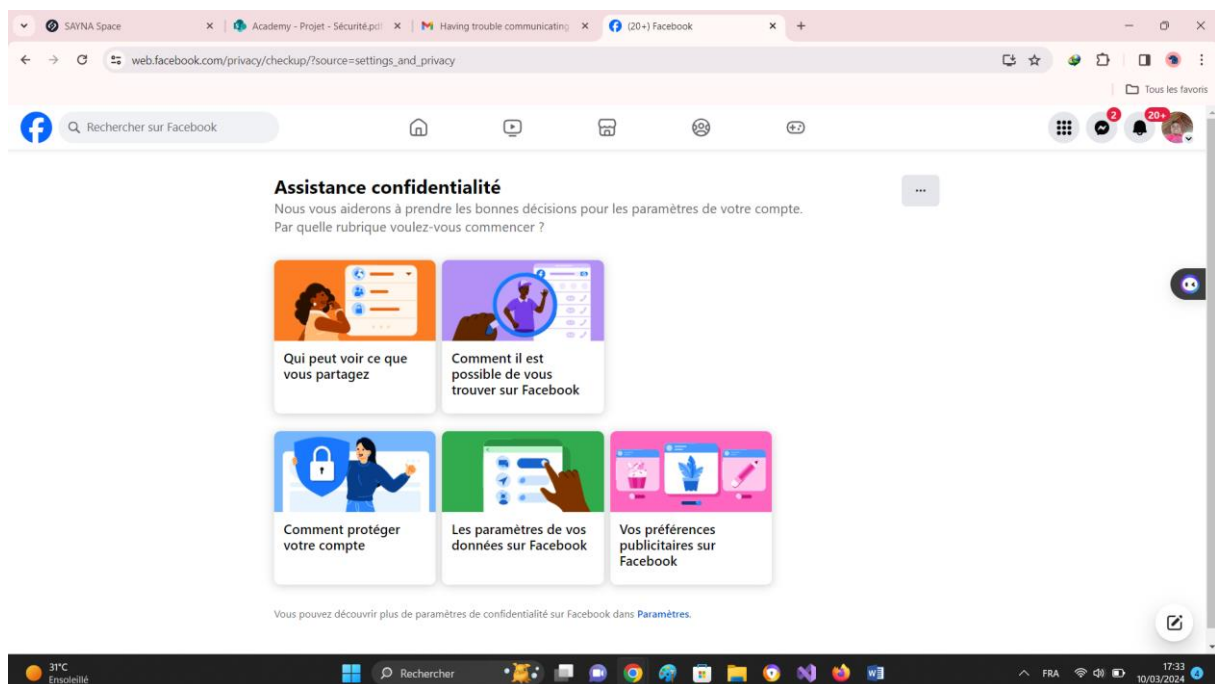 SAYNA Space
Academy - Projet - Sécurité.pd
Having trouble communicating
(20+) Facebook
web.facebook.com/privacy/checkup/?source=settings_and_privacy
Tous les favoris
Rechercher sur Facebook
2
20+
Assistance confidentialité
Nous vous aiderons à prendre les bonnes décisions pour les paramètres de votre compte.
Par quelle rubrique voulez-vous commencer ?
Qui peut voir ce que
vous partagez
Comment il est
possible de vous
trouver sur Facebook
Comment protéger
votre compte
Les paramètres de vos
données sur Facebook
Vos préférences
publicitaires sur
Facebook
Vous pouvez découvrir plus de paramètres de confidentialité sur Facebook dans Paramètres.
31°C
Ensoleillé
Rechercher
FRA
17:33
10/03/2024